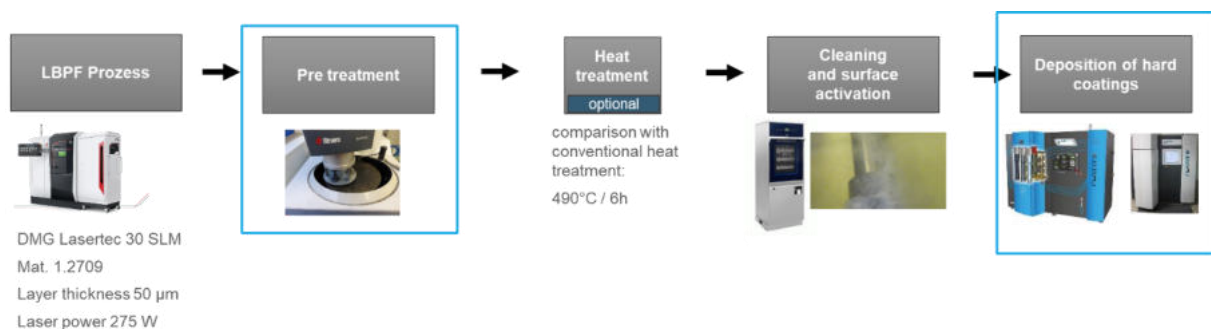 LBPF Prozess
Pre treatment
Heat
treatment
optional
Cleaning
and surface
activation
Deposition of hard
coatings
comparison with
conventional heat
treatment:
490°C / 6h
DMG Lasertec 30 SLM
Mat. 1.2709
Layer thickness 50 µm
Laser power 275 W
Struers